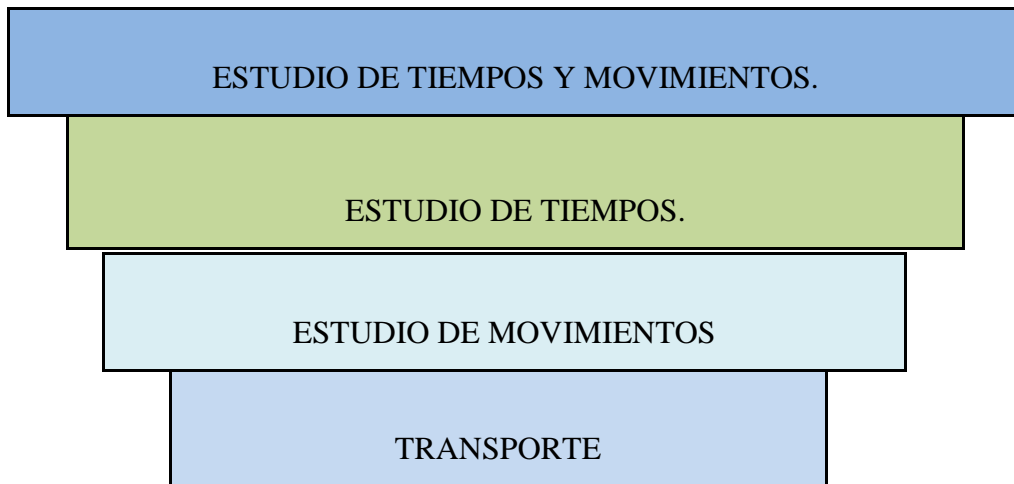 ESTUDIO DE TIEMPOS Y MOVIMIENTOS.
ESTUDIO DE TIEMPOS.
ESTUDIO DE MOVIMIENTOS
TRANSPORTE